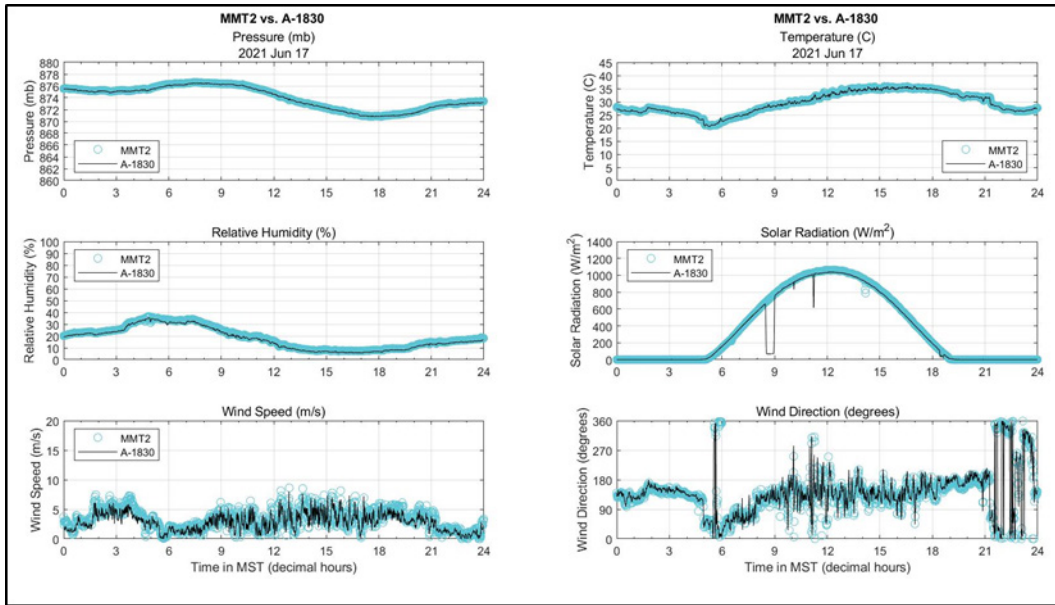 MMT2 vs. A-1830
Pressure (mb)
2021 Jun 17
880
878
876
874
872
870
868
866
864
862
860
Pressure (mb)
MMT2
A-1830
0 3 6 9 12 15 18 21 24
MMT2 vs. A-1830
Temperature (C)
2021 Jun 17
45
40
35
30
25
20
15
10
5
0
Temperature (C)
MMT2
A-1830
0 3 6 9 12 15 18 21 24
Relative Humidity (%)
100
90
80
70
60
50
40
30
20
10
0
Relative Humidity (%)
MMT2
A-1830
0 3 6 9 12 15 18 21 24
Solar Radiation (W/m²)
1400
1200
1000
800
600
400
200
0
Solar Radiation (W/m²)
MMT2
A-1830
0 3 6 9 12 15 18 21 24
Wind Speed (m/s)
20
15
10
5
0
Wind Speed (m/s)
MMT2
A-1830
0 3 6 9 12 15 18 21 24
Time in MST (decimal hours)
Wind Direction (degrees)
360
270
180
90
0
Wind Direction (degrees)
MMT2
A-1830
0 3 6 9 12 15 18 21 24
Time in MST (decimal hours)